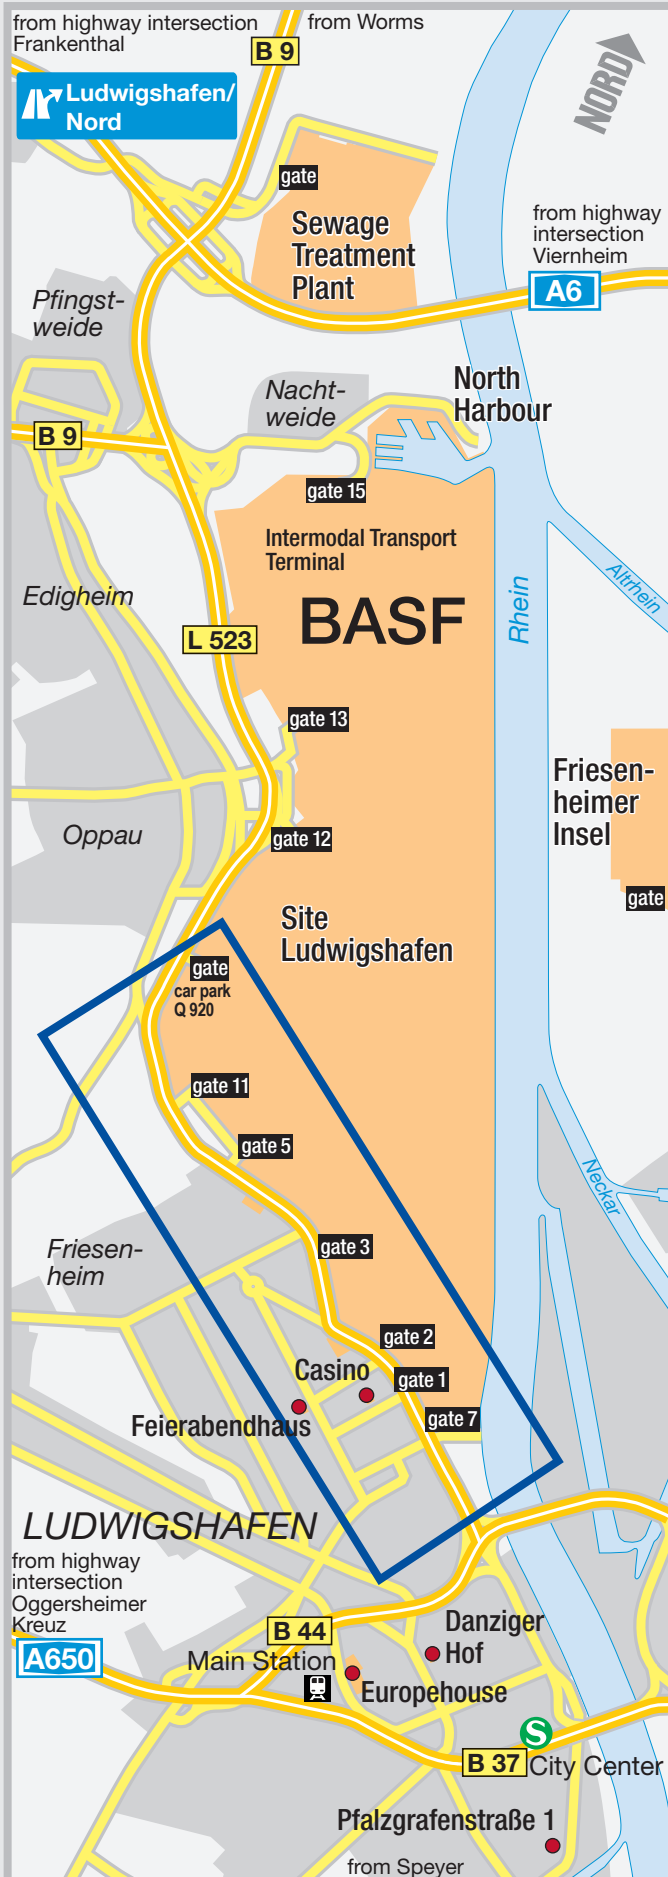 from highway intersection
Frankenthal
from Worms
B 9
NORD
Ludwigshafen/
Nord
gate
Sewage
Treatment
Plant
from highway
intersection
Viernheim
A6
Pfingst-
weide
Nacht-
weide
North
Harbour
B 9
gate 15
Intermodal Transport
Terminal
Edigheim
Altrhein
BASF
Rhein
L 523
gate 13
Friesen-
heimer
Insel
Oppau
gate 12
gate
Site
Ludwigshafen
gate
car park
Q 920
gate 11
gate 5
Neckar
Friesen-
heim
gate 3
gate 2
Casino
gate 1
Feierabendhaus
gate 7
LUDWIGSHAFEN
from highway
intersection
Oggersheimer
Kreuz
A650
B 44
Danziger
Hof
Main Station
Europehouse
S
B 37
City Center
Pfalzgrafenstraße 1
from Speyer